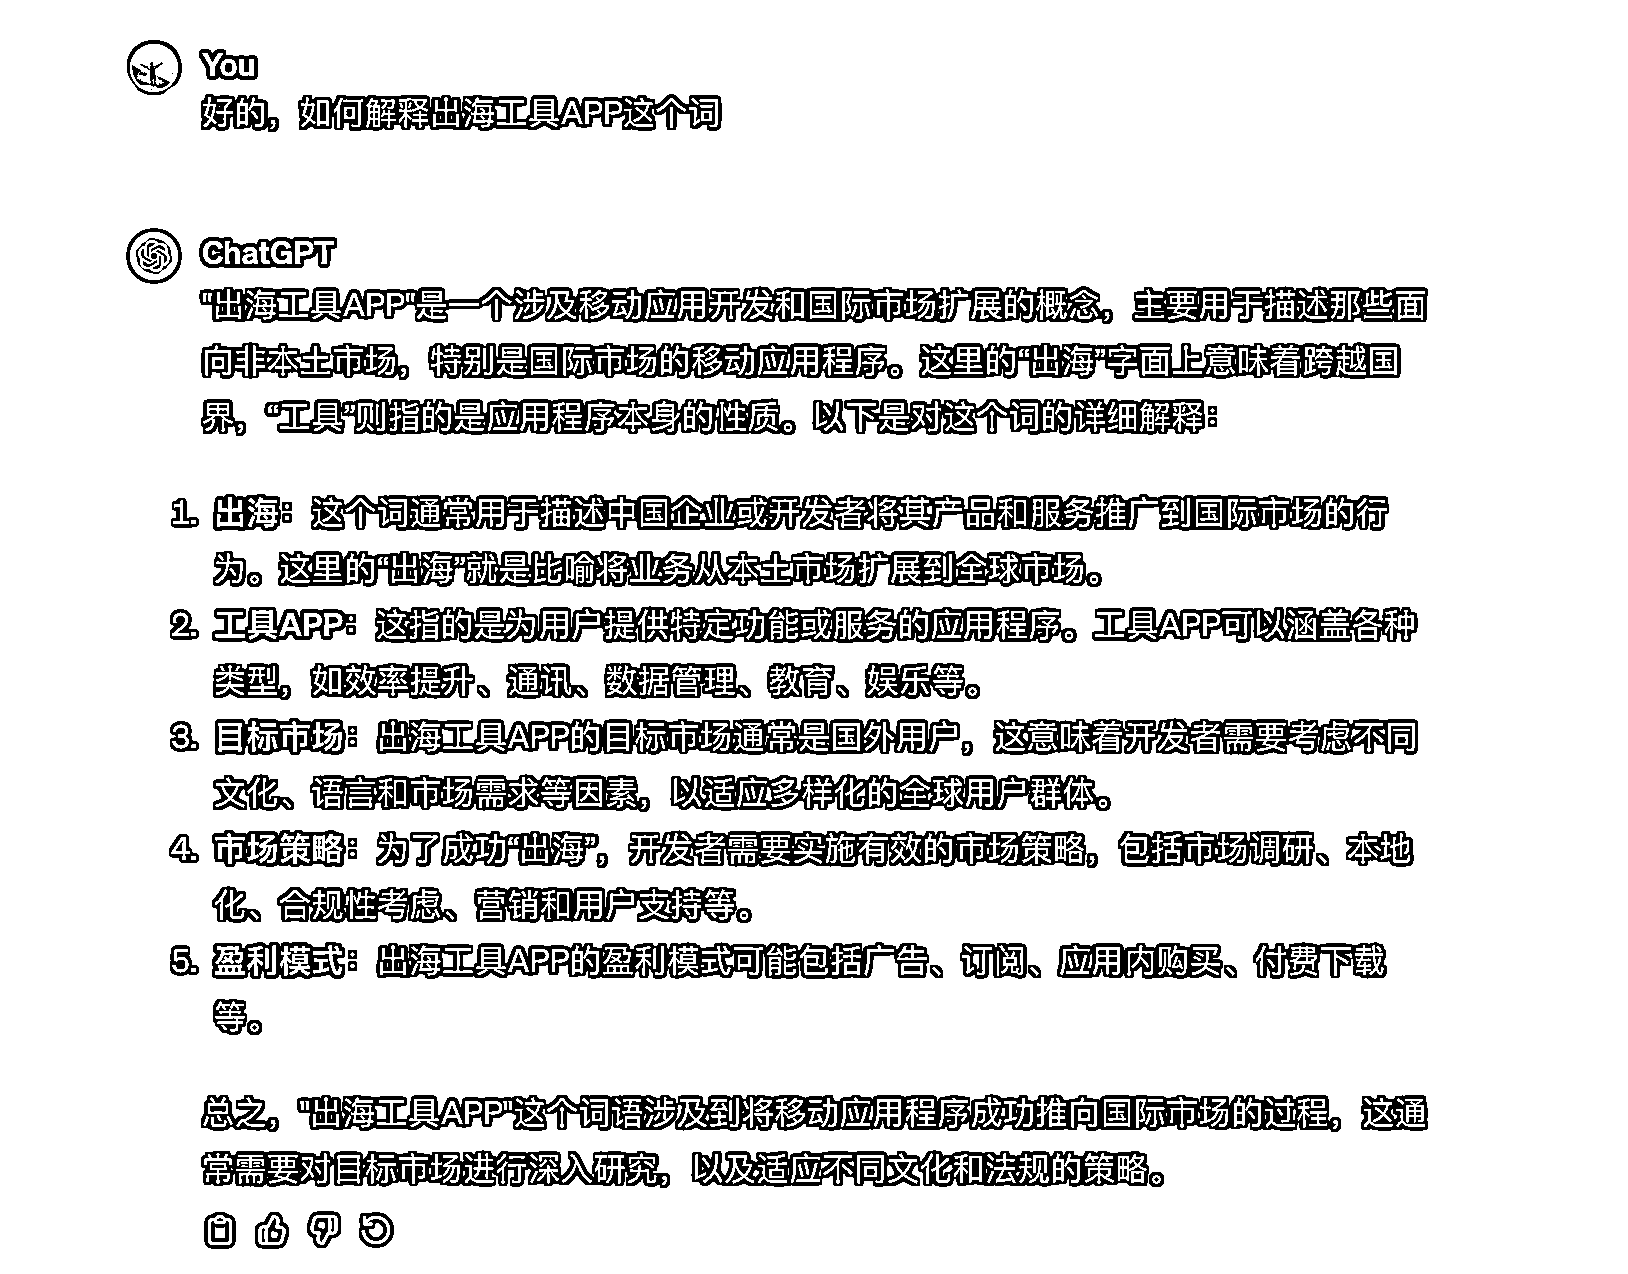 You
好的，如何解释出海工具APP这个词
ChatGPT
"出海工具APP"是一个涉及移动应用开发和国际市场扩展的概念，主要用于描述那些面
向非本土市场，特别是国际市场的移动应用程序。这里的“出海”字面上意味着跨越国
界，“工具”则指的是应用程序本身的性质。以下是对这个词的详细解释：
1. 出海：这个词通常用于描述中国企业或开发者将其产品和服务推广到国际市场的行
为。这里的“出海”就是比喻将业务从本土市场扩展到全球市场。
2. 工具APP：这指的是为用户提供特定功能或服务的应用程序。工具APP可以涵盖各种
类型，如效率提升、通讯、数据管理、教育、娱乐等。
3. 目标市场：出海工具APP的目标市场通常是国外用户，这意味着开发者需要考虑不同
文化、语言和市场需求等因素，以适应多样化的全球用户群体。
4. 市场策略：为了成功“出海”，开发者需要实施有效的市场策略，包括市场调研、本地
化、合规性考虑、营销和用户支持等。
5. 盈利模式：出海工具APP的盈利模式可能包括广告、订阅、应用内购买、付费下载
等。
总之，"出海工具APP"这个词语涉及到将移动应用程序成功推向国际市场的过程，这通
常需要对目标市场进行深入研究，以及适应不同文化和法规的策略。